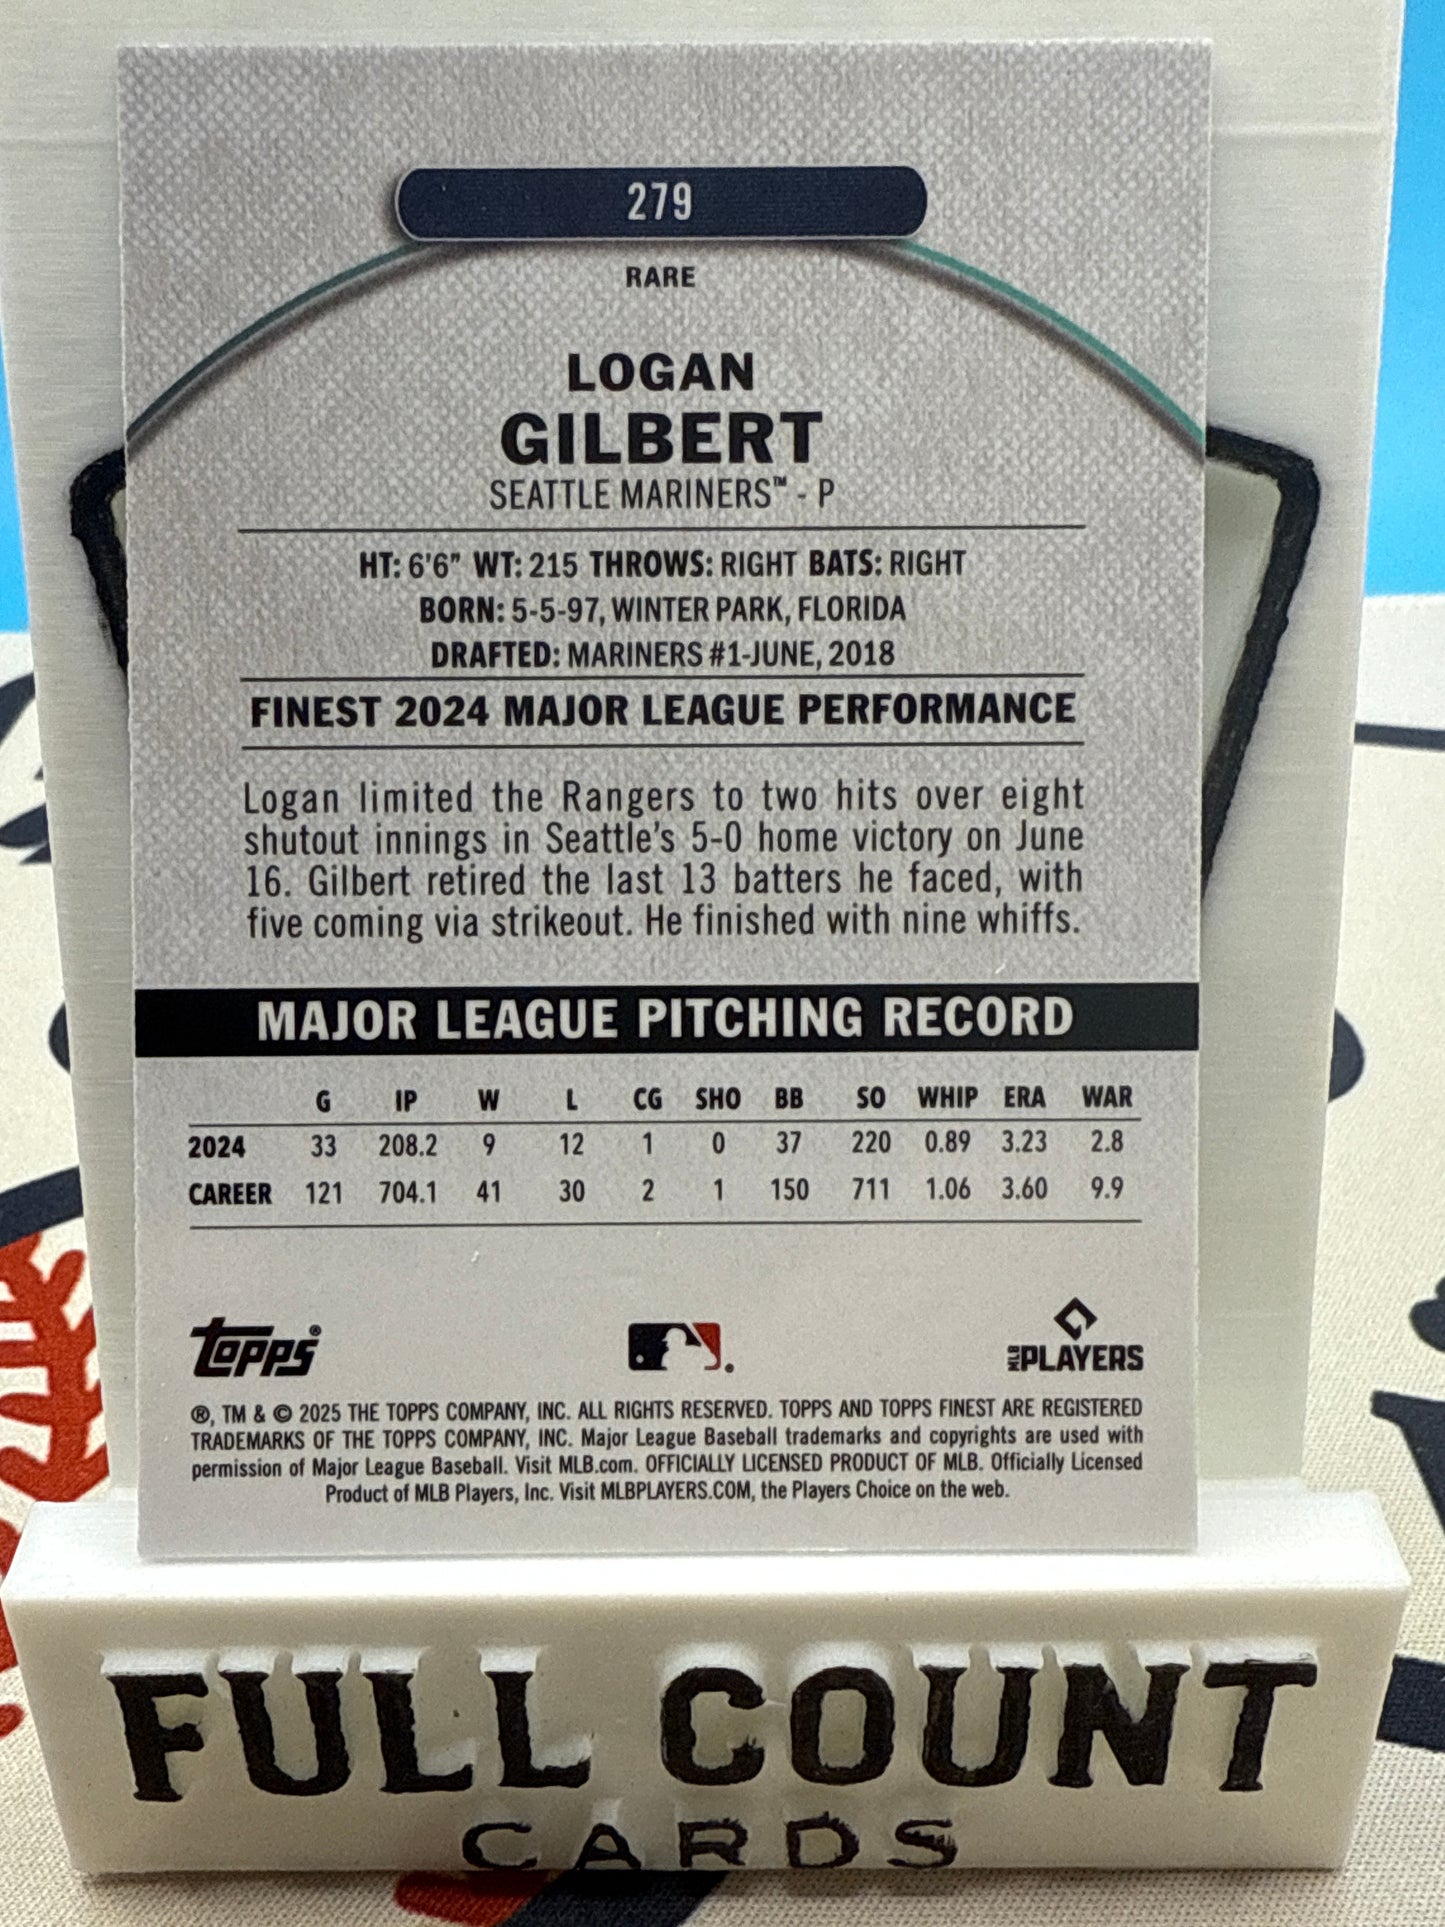 279
RARE
LOGAN
GILBERT
SEATTLE MARINERS™ - P
HT: 6'6" WT: 215 THROWS: RIGHT BATS: RIGHT
BORN: 5-5-97, WINTER PARK, FLORIDA
DRAFTED: MARINERS #1-JUNE, 2018
FINEST 2024 MAJOR LEAGUE PERFORMANCE
Logan limited the Rangers to two hits over eight
shutout innings in Seattle's 5-0 home victory on June
16. Gilbert retired the last 13 batters he faced, with
five coming via strikeout. He finished with nine whiffs.
MAJOR LEAGUE PITCHING RECORD
G IP W L CG SHO BB SO WHIP ERA WAR
2024 33 208.2 9 12 1 0 37 220 0.89 3.23 2.8
CAREER 121 704.1 41 30 2 1 150 711 1.06 3.60 9.9
Topps®
MLB PLAYERS
®, TM & © 2025 THE TOPPS COMPANY, INC. ALL RIGHTS RESERVED. TOPPS AND TOPPS FINEST ARE REGISTERED
TRADEMARKS OF THE TOPPS COMPANY, INC. Major League Baseball trademarks and copyrights are used with
permission of Major League Baseball. Visit MLB.com. OFFICIALLY LICENSED PRODUCT OF MLB. Officially Licensed
Product of MLB Players, Inc. Visit MLBPLAYERS.COM, the Players Choice on the web.
FULL COUNT
CARDS